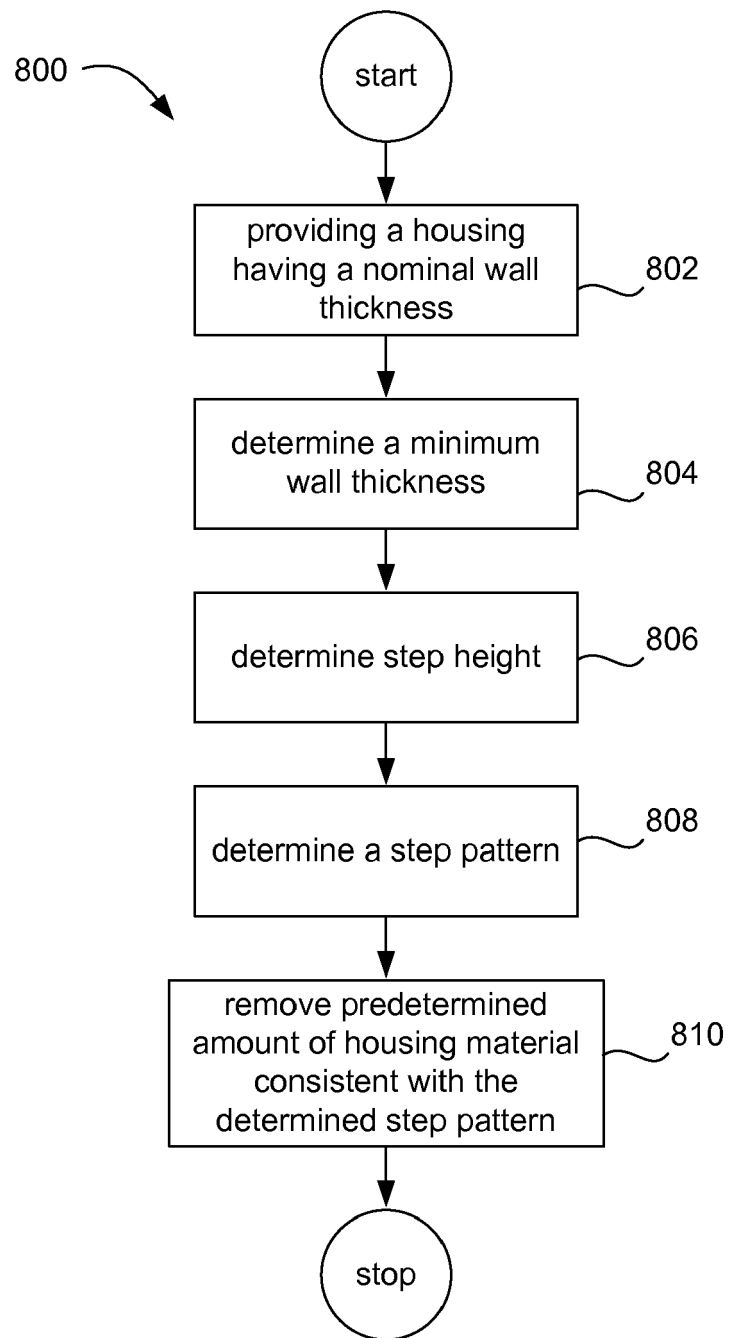 800
start
providing a housing
having a nominal wall
thickness
802
determine a minimum
wall thickness
804
determine step height
806
determine a step pattern
808
remove predetermined
amount of housing material
consistent with the
determined step pattern
810
stop